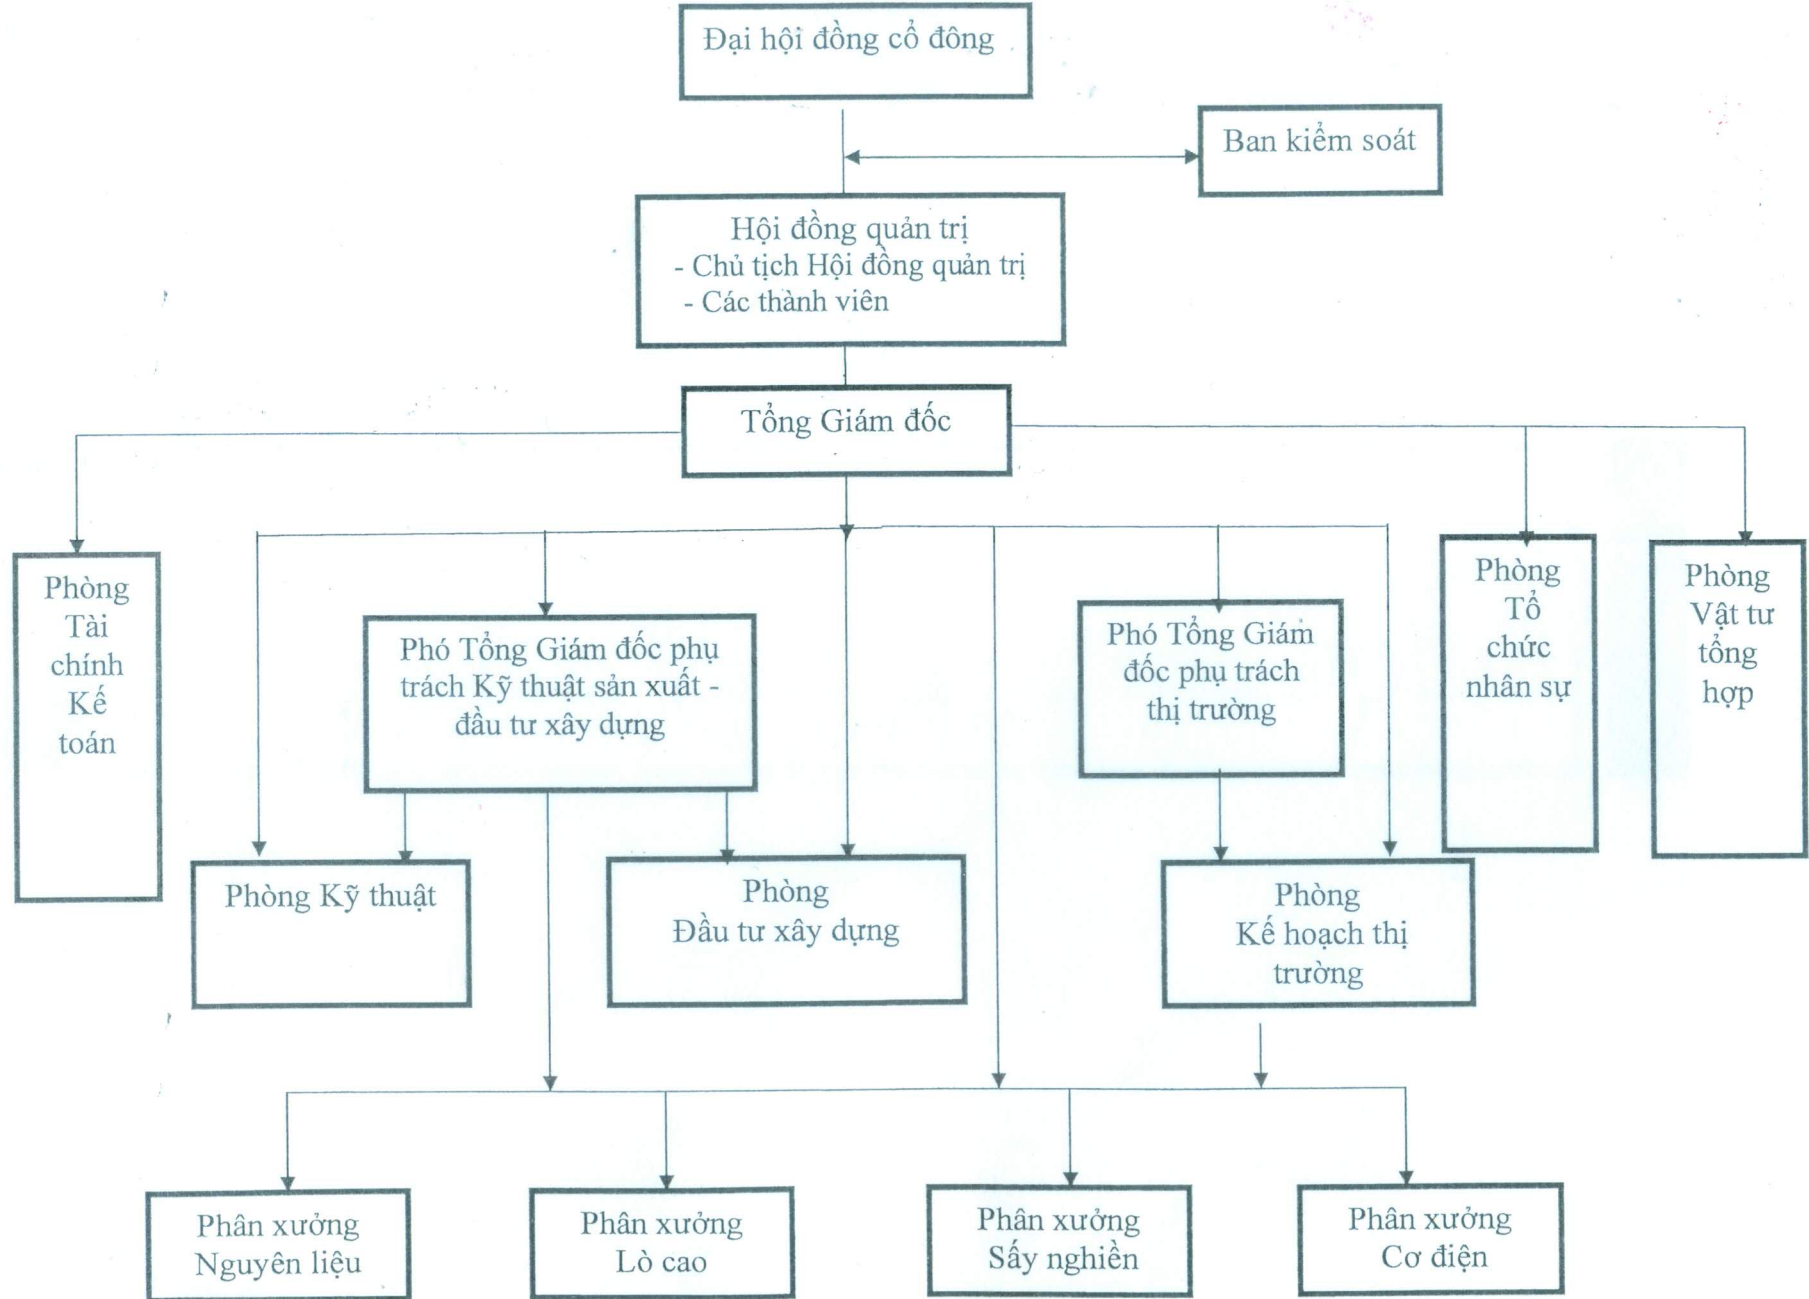 Đại hội đồng cổ đông
Ban kiểm soát
Hội đồng quản trị
- Chủ tịch Hội đồng quản trị
- Các thành viên
Tổng Giám đốc
Phòng
Tài
chính
Kế
toán
Phó Tổng Giám đốc phụ
trách Kỹ thuật sản xuất -
đầu tư xây dựng
Phó Tổng Giám
đốc phụ trách
thị trường
Phòng
Tổ
chức
nhân sự
Phòng
Vật tư
tổng
hợp
Phòng Kỹ thuật
Phòng
Đầu tư xây dựng
Phòng
Kế hoạch thị
trường
Phân xưởng
Nguyên liệu
Phân xưởng
Lò cao
Phân xưởng
Sấy nghiền
Phân xưởng
Cơ điện